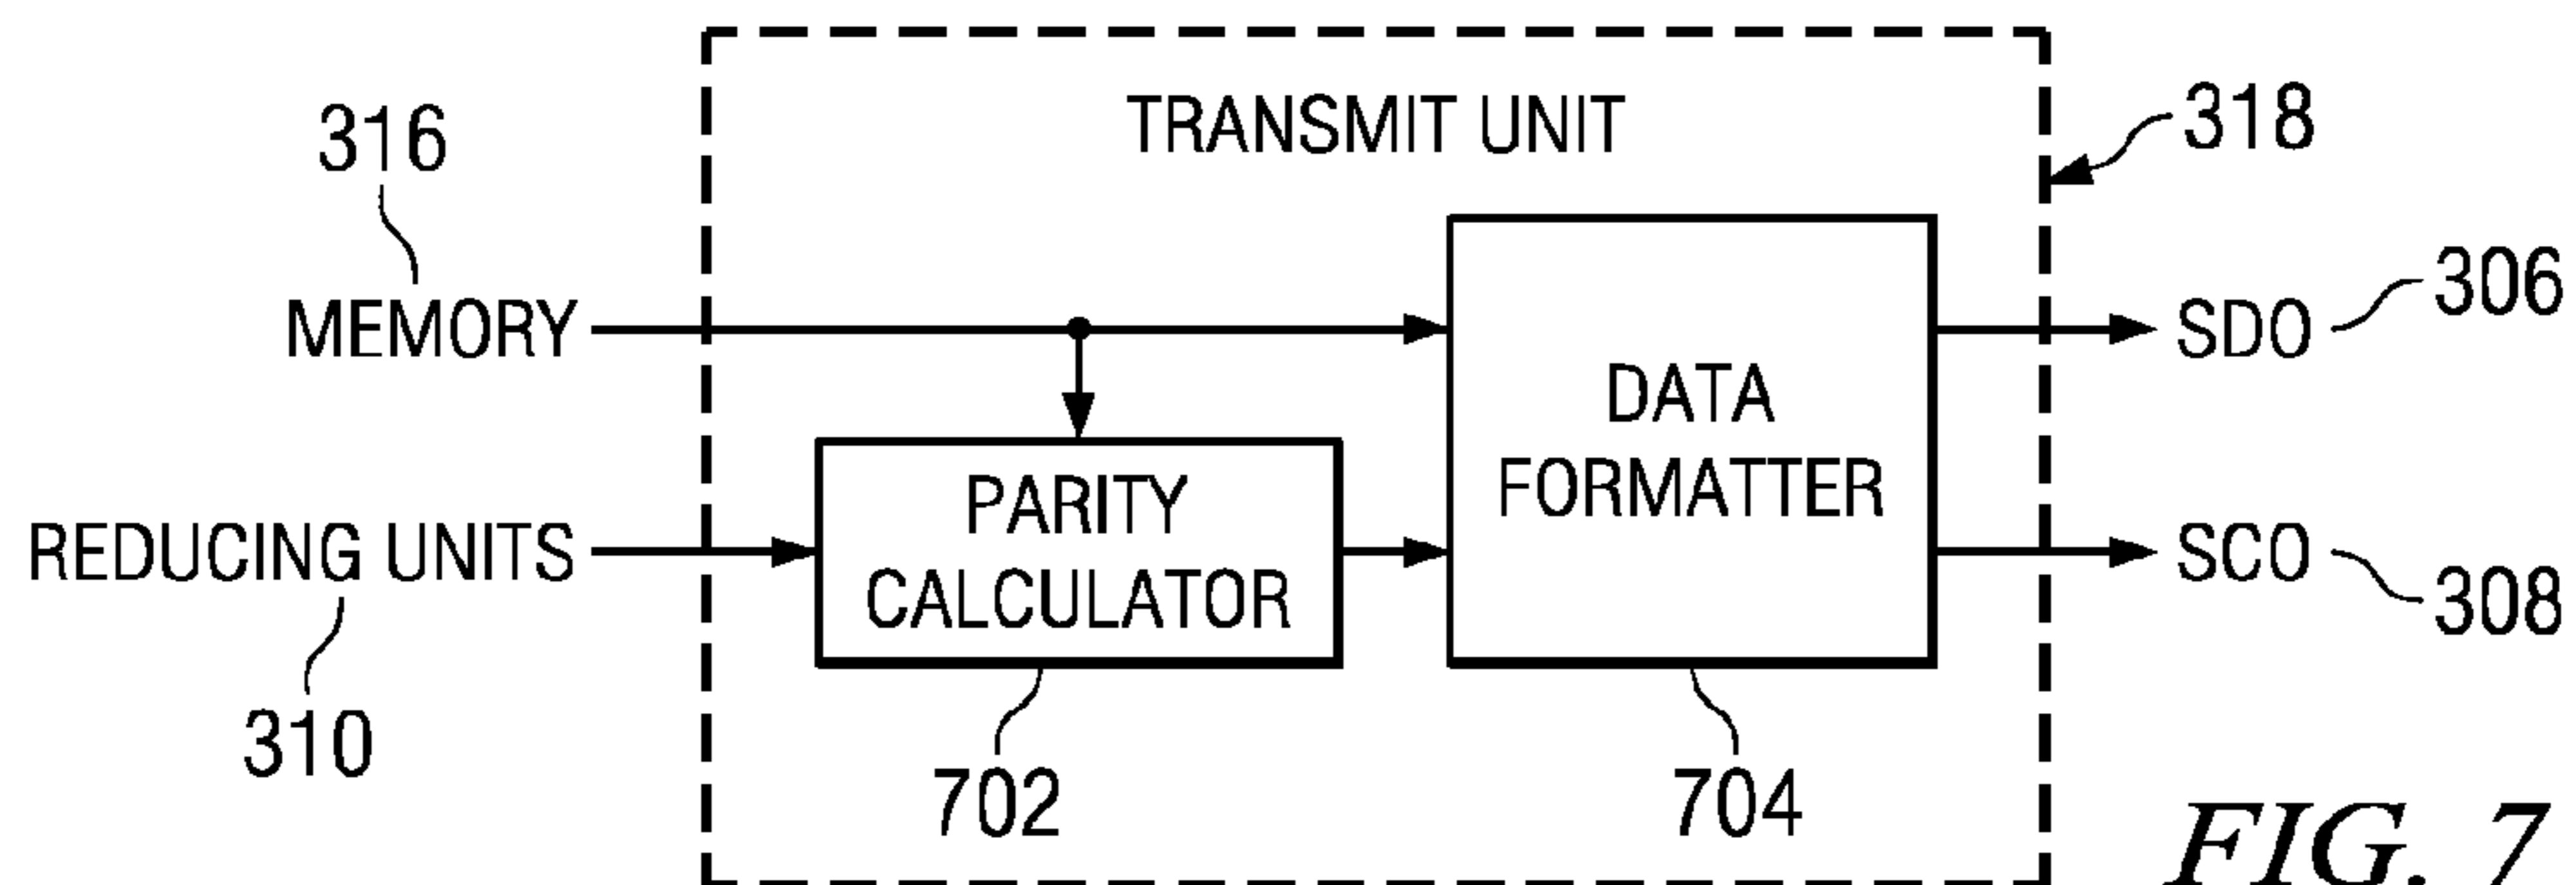 TRANSMIT UNIT
318
316
MEMORY
DATA
FORMATTER
SDO
306
REDUCING UNITS
310
PARITY
CALCULATOR
SCO
308
702
704
FIG. 7